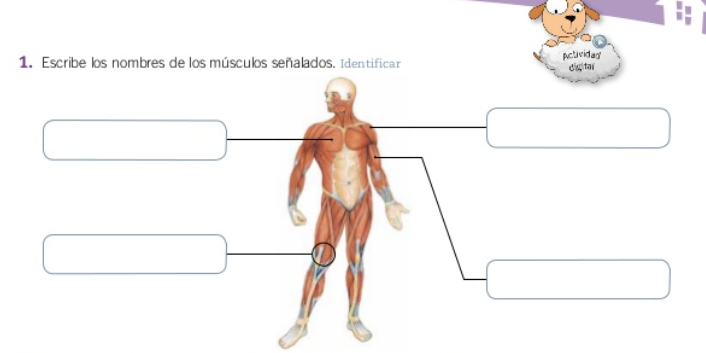 Actividad
digital
1. Escribe los nombres de los músculos señalados. Identificar